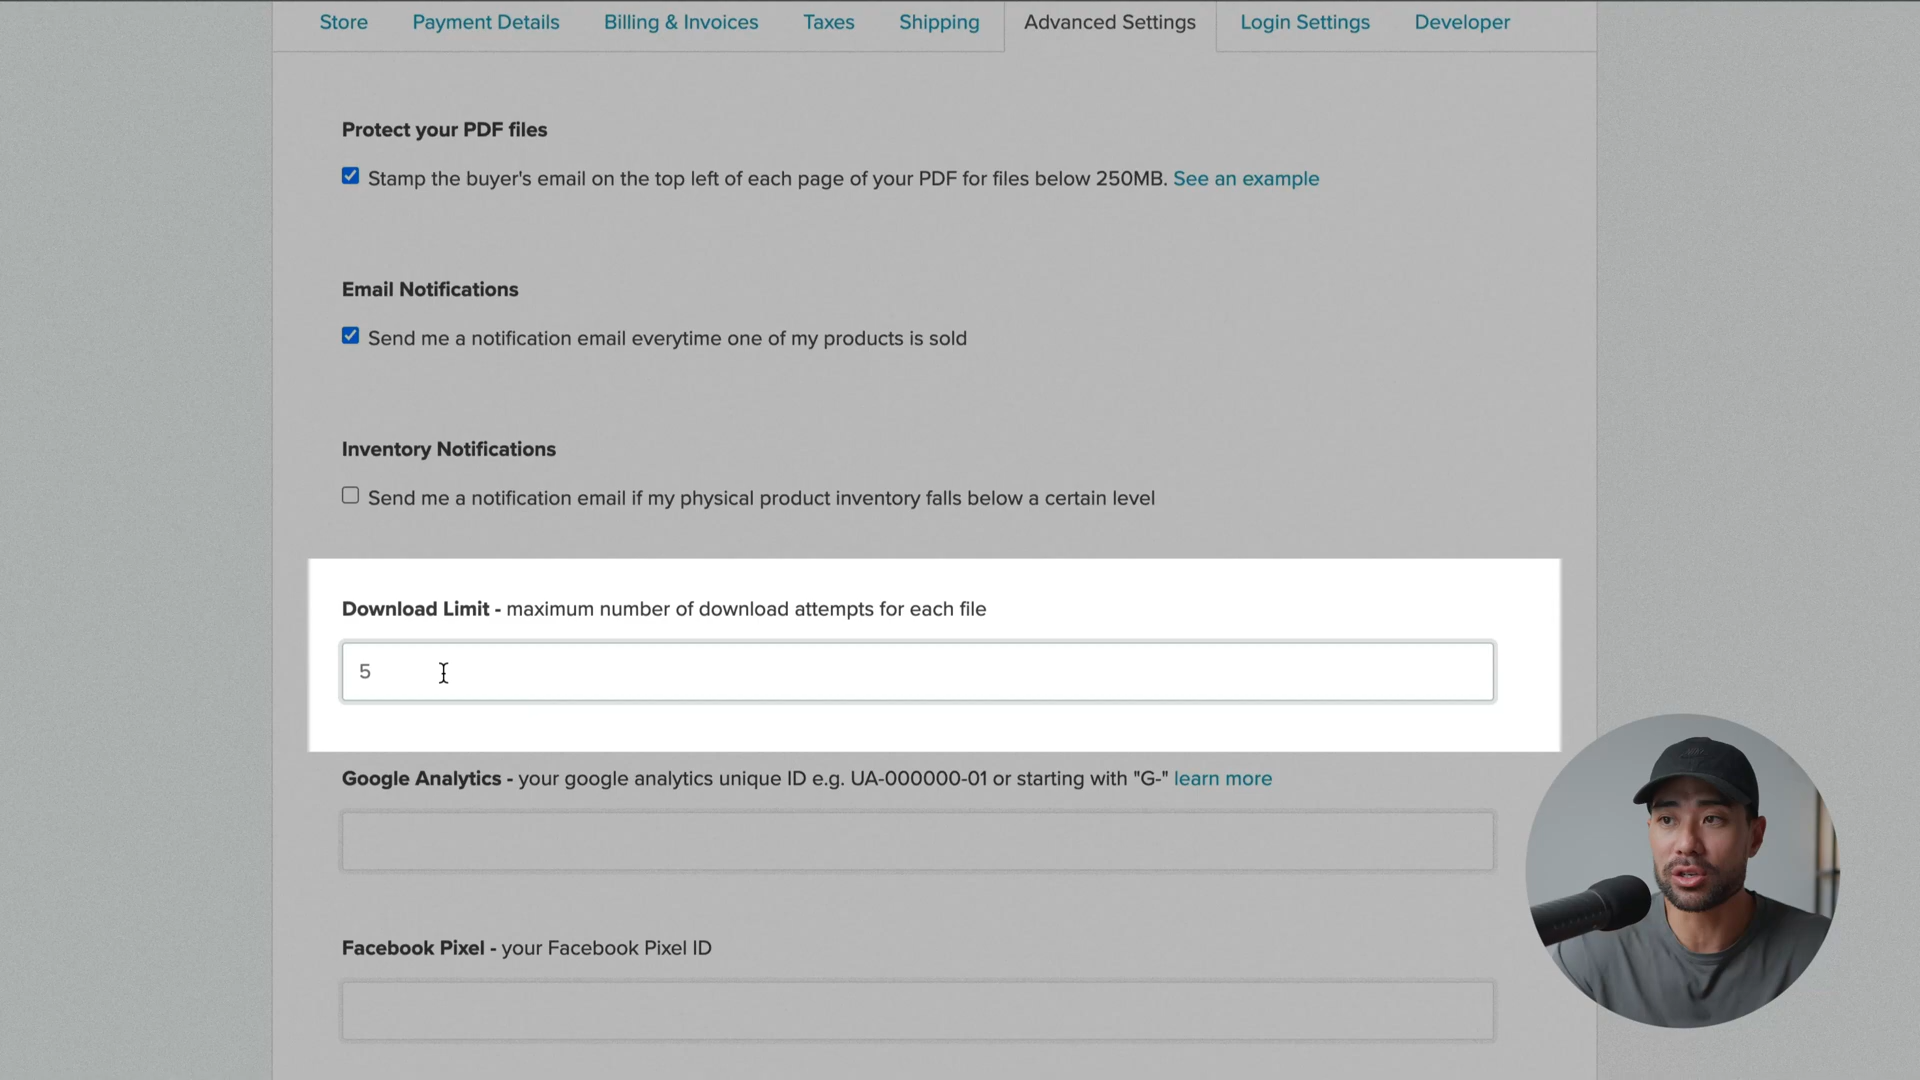 Store Payment Details Billing & Invoices Taxes Shipping Advanced Settings Login Settings Developer
Protect your PDF files
Stamp the buyer's email on the top left of each page of your PDF for files below 250MB. See an example
Email Notifications
Send me a notification email everytime one of my products is sold
Inventory Notifications
Send me a notification email if my physical product inventory falls below a certain level
Download Limit - maximum number of download attempts for each file
5
Google Analytics - your google analytics unique ID e.g. UA-000000-01 or starting with "G-" learn more
Facebook Pixel - your Facebook Pixel ID